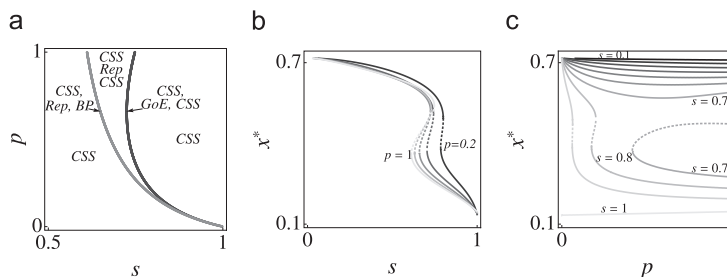 a
1
p
0
0.5
s
1
CSS
Rep
CSS
CSS,
Rep, BP
CSS,
GoE, CSS
CSS
CSS
b
0.7
x*
0.1
0
s
1
p = 1
p=0.2
c
0.7
x*
0.1
0
p
s = 0.1
s = 0.7
s = 0.8
s = 0.7
s = 1